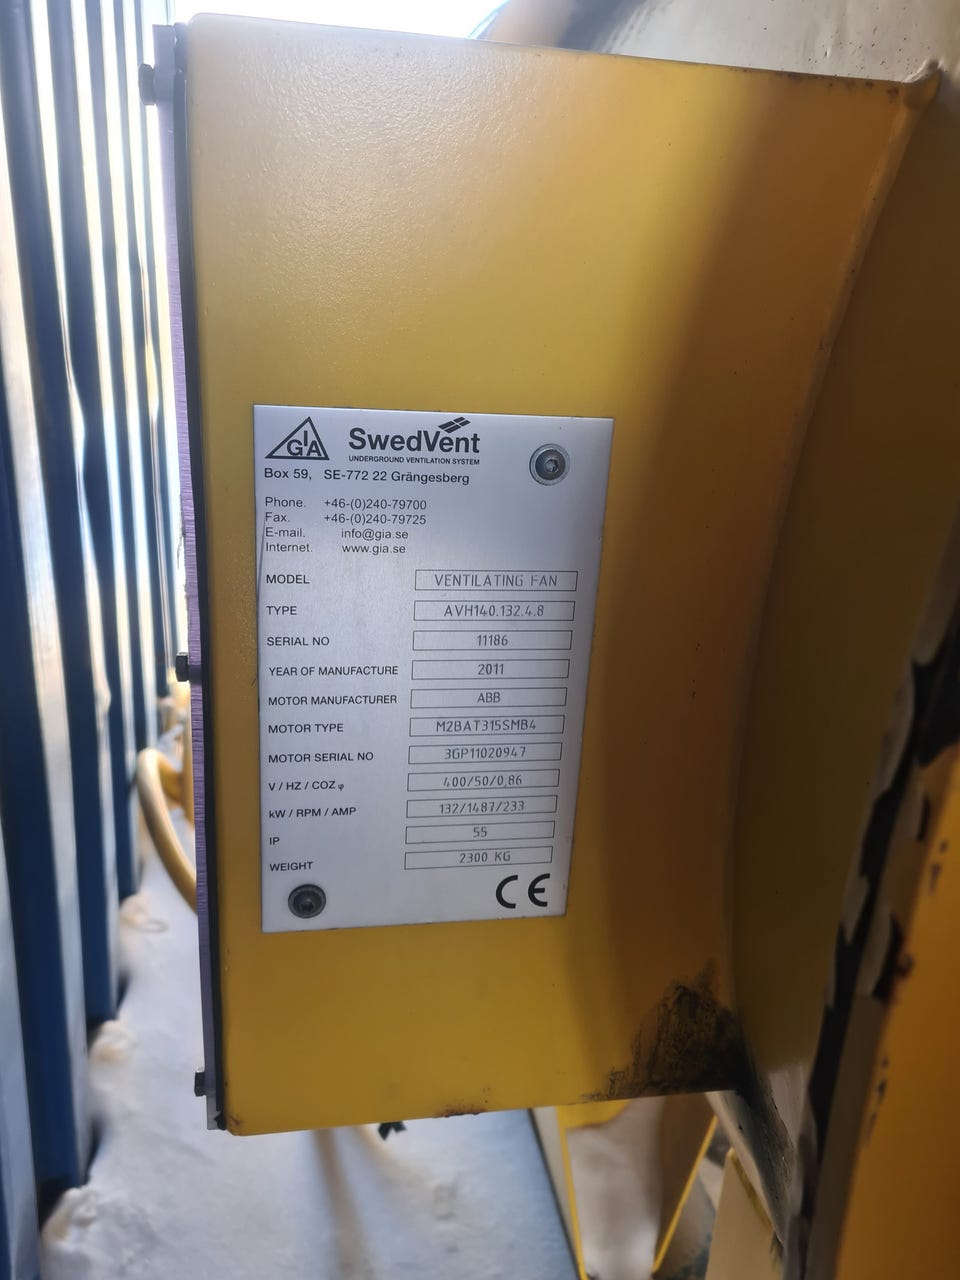 GIA SwedVent
UNDERGROUND VENTILATION SYSTEM
Box 59, SE-772 22 Grängesberg
Phone. +46-(0)240-79700
Fax. +46-(0)240-79725
E-mail. info@gia.se
Internet. www.gia.se
MODEL VENTILATING FAN
TYPE AVH140.132.4.8
SERIAL NO 11186
YEAR OF MANUFACTURE 2011
MOTOR MANUFACTURER ABB
MOTOR TYPE M2BAT315SMB4
MOTOR SERIAL NO 3GP11020947
V / HZ / COZ φ 400/50/0,86
kW / RPM / AMP 132/1487/233
IP 55
WEIGHT 2300 KG
CE